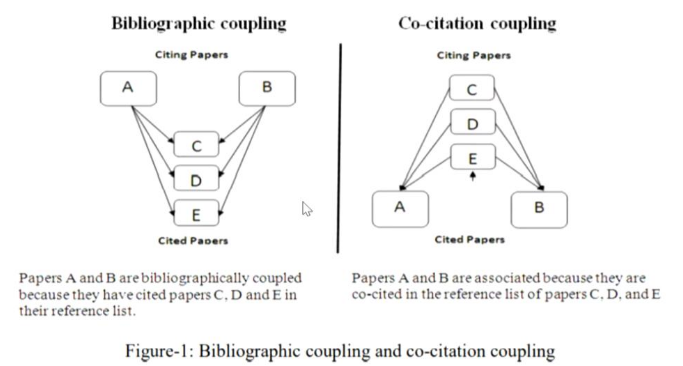 Bibliographic coupling
Citing Papers
A
B
C
D
E
Cited Papers
Papers A and B are bibliographically coupled
because they have cited papers C, D and E in
their reference list.
Co-citation coupling
Citing Papers
C
D
E
A
B
Cited Papers
Papers A and B are associated because they are
co-cited in the reference list of papers C, D, and E
Figure-1: Bibliographic coupling and co-citation coupling